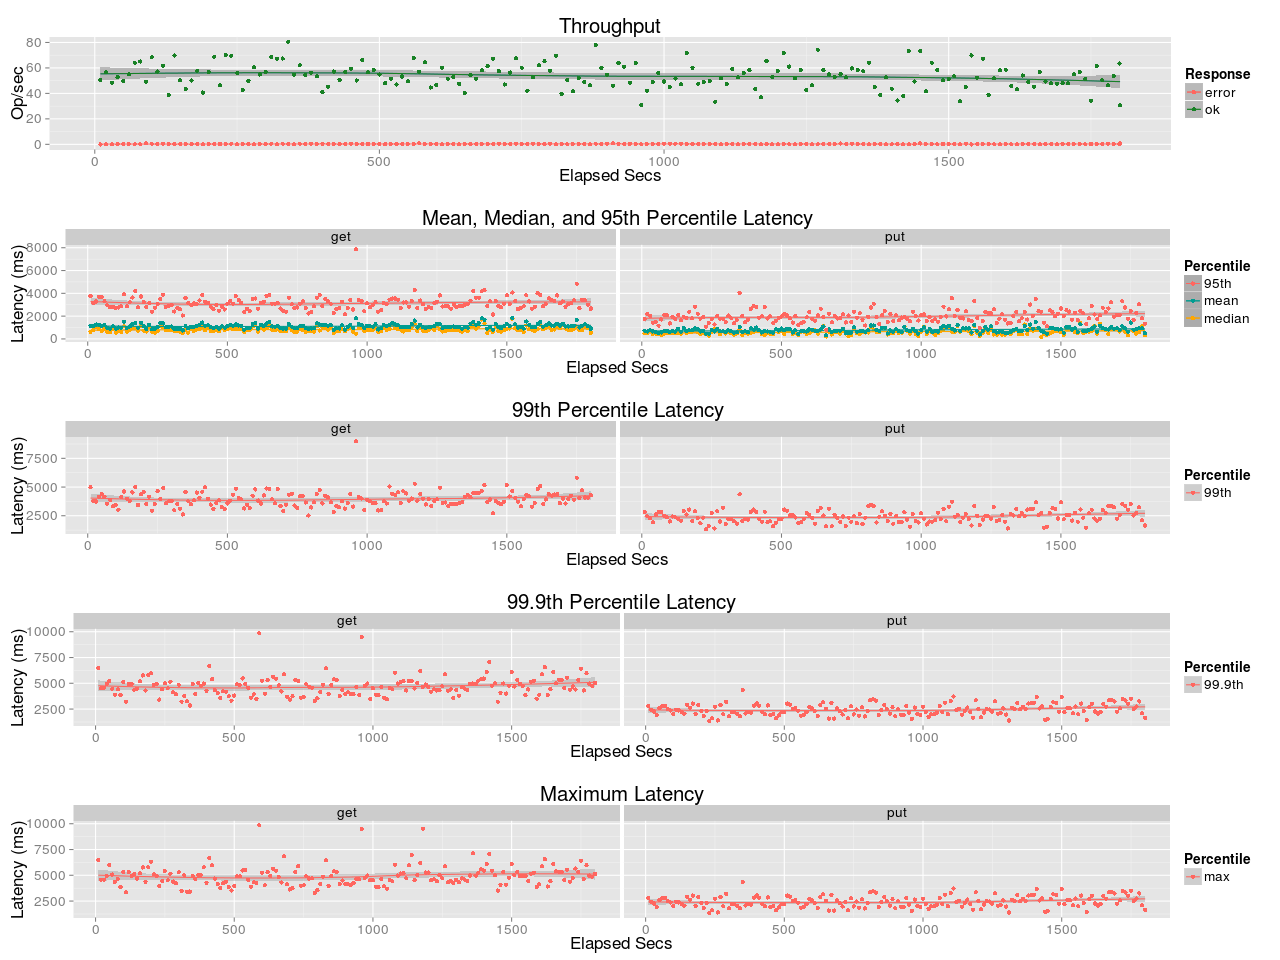 Throughput
80
60
40
20
0
Op/sec
0 500 1000 1500
Elapsed Secs
Response
error
ok
Mean, Median, and 95th Percentile Latency
get put
8000
6000
4000
2000
0
Latency (ms)
0 500 1000 1500 0 500 1000 1500
Elapsed Secs
Percentile
95th
mean
median
99th Percentile Latency
get put
7500
5000
2500
Latency (ms)
0 500 1000 1500 0 500 1000 1500
Elapsed Secs
Percentile
99th
99.9th Percentile Latency
get put
10000
7500
5000
2500
Latency (ms)
0 500 1000 1500 0 500 1000 1500
Elapsed Secs
Percentile
99.9th
Maximum Latency
get put
10000
7500
5000
2500
Latency (ms)
0 500 1000 1500 0 500 1000 1500
Elapsed Secs
Percentile
max